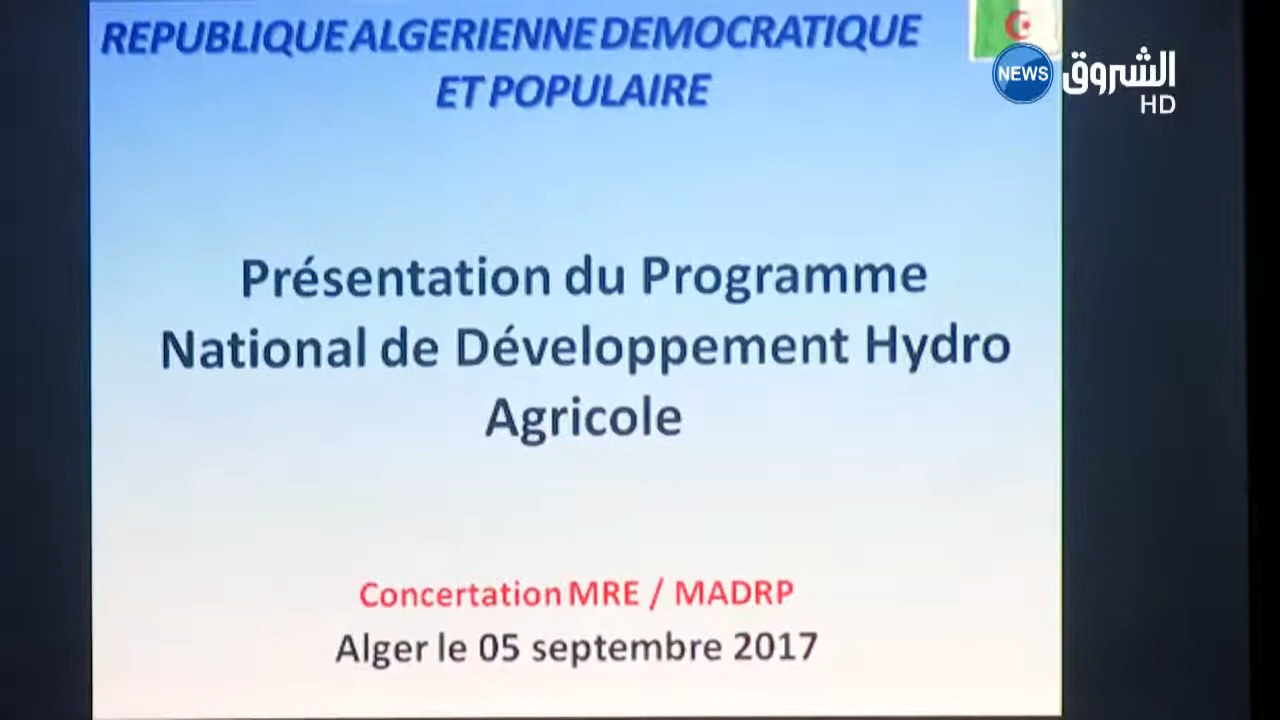 REPUBLIQUE ALGERIENNE DEMOCRATIQUE
ET POPULAIRE
NEWS الشروق
HD
Présentation du Programme
National de Développement Hydro
Agricole
Concertation MRE / MADRP
Alger le 05 septembre 2017